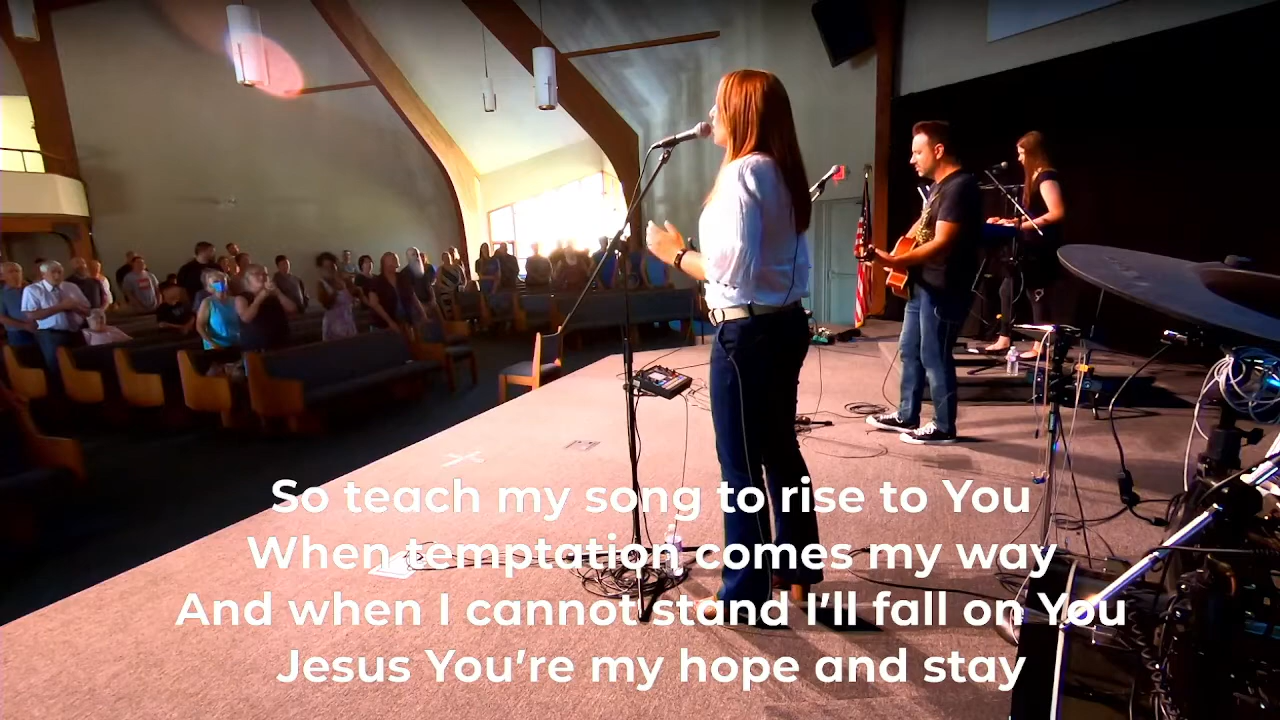 So teach my song to rise to You
When temptation comes my way
And when I cannot stand I'll fall on You
Jesus You're my hope and stay